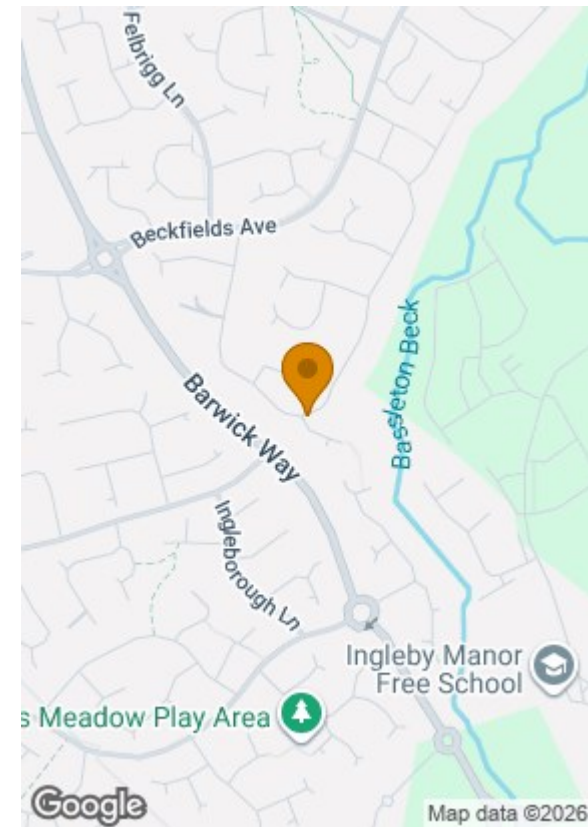 Felbrigg Ln
Beckfields Ave
Bassleton Beck
Barwick Way
Ingleborough Ln
Ingleby Manor
Free School
s Meadow Play Area
Google
Map data ©2026